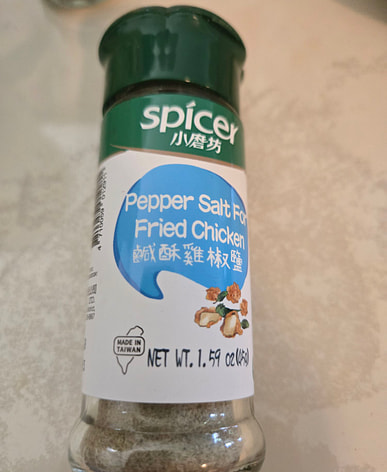 spicer
小磨坊
Pepper Salt For
Fried Chicken
鹹酥雞椒鹽
MADE IN
TAIWAN
NET WT. 1.59 oz(45g)